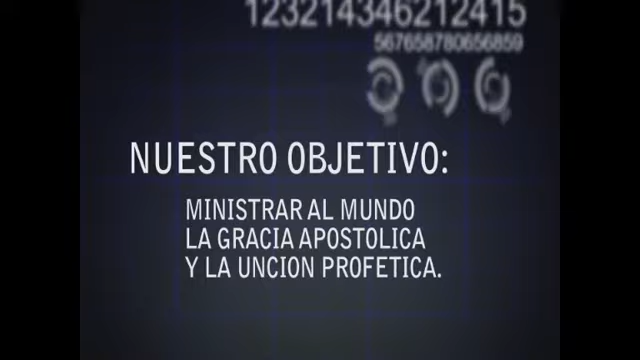 123214346212415
567658780656859
NUESTRO OBJETIVO:
MINISTRAR AL MUNDO
LA GRACIA APOSTOLICA
Y LA UNCION PROFETICA.